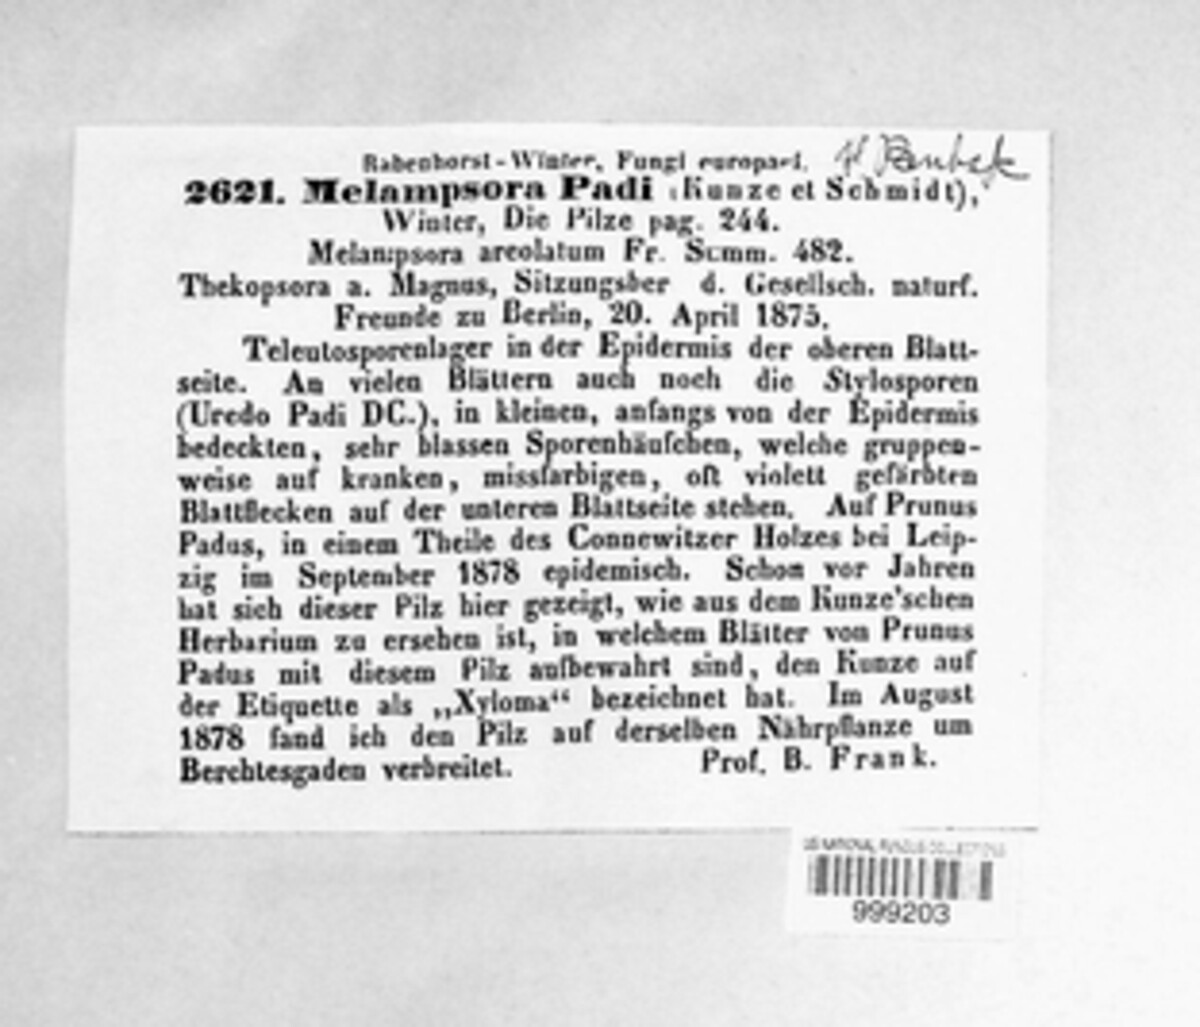 Rabenhorst-Winter, Fungi europaei.
2621. Melampsora Padi (Kunze et Schmidt),
Winter, Die Pilze pag. 244.
Melampsora areolatum Fr. Summ. 482.
Thekopsora a. Magnus, Sitzungsber d. Gesellsch. naturf.
Freunde zu Berlin, 20. April 1875.
Teleutosporenlager in der Epidermis der oberen Blatt-
seite. An vielen Blättern auch noch die Stylosporen
(Uredo Padi DC.), in kleinen, anfangs von der Epidermis
bedeckten, sehr blassen Sporenhäufchen, welche gruppen-
weise auf kranken, missfarbigen, oft violett gefärbten
Blattflecken auf der unteren Blattseite stehen. Auf Prunus
Padus, in einem Theile des Connewitzer Holzes bei Leip-
zig im September 1878 epidemisch. Schon vor Jahren
hat sich dieser Pilz hier gezeigt, wie aus dem Kunze'schen
Herbarium zu ersehen ist, in welchem Blätter von Prunus
Padus mit diesem Pilz aufbewahrt sind, den Kunze auf
der Etiquette als „Xyloma“ bezeichnet hat. Im August
1878 fand ich den Pilz auf derselben Nährpflanze um
Berchtesgaden verbreitet. Prof. B. Frank.
US NATIONAL FUNGUS COLLECTIONS
999203